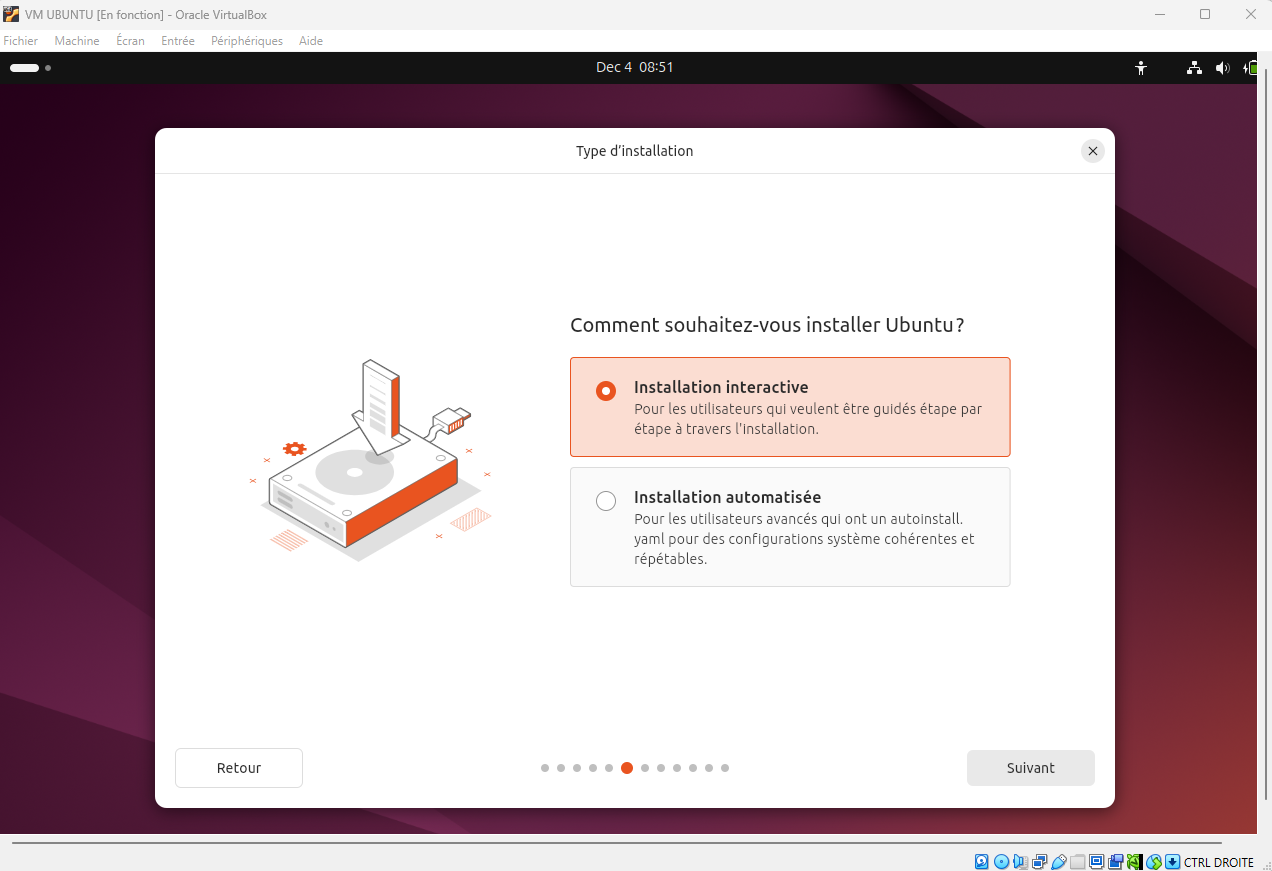 VM UBUNTU [En fonction] - Oracle VirtualBox
Fichier Machine Écran Entrée Périphériques Aide
Dec 4 08:51
Type d'installation
Comment souhaitez-vous installer Ubuntu ?
Installation interactive
Pour les utilisateurs qui veulent être guidés étape par
étape à travers l'installation.
Installation automatisée
Pour les utilisateurs avancés qui ont un autoinstall.
yaml pour des configurations système cohérentes et
répétables.
Retour
Suivant
CTRL DROITE